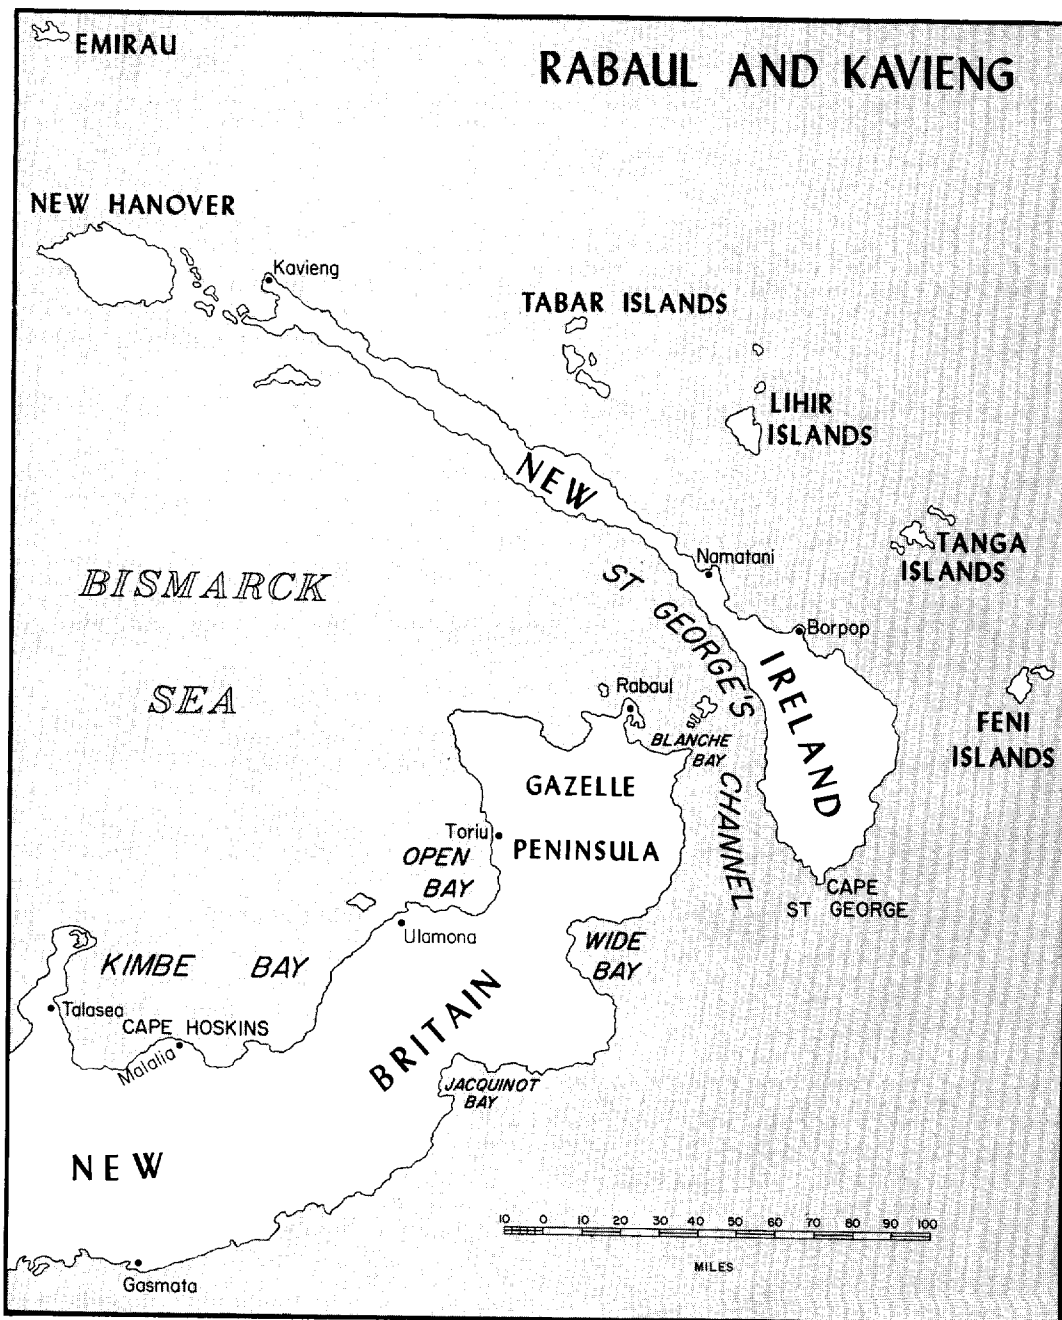 EMIRAU
RABAUL AND KAVIENG
NEW HANOVER
Kavieng
TABAR ISLANDS
LIHIR
ISLANDS
NEW
TANGA
ISLANDS
Namatani
BISMARCK
ST GEORGE'S
Borpop
IRELAND
SEA
Rabaul
FENI
ISLANDS
BLANCHE
BAY
GAZELLE
CHANNEL
Toriu
PENINSULA
OPEN
BAY
CAPE
ST GEORGE
Ulamona
WIDE
BAY
KIMBE BAY
Talasea
CAPE HOSKINS
Malalia
BRITAIN
JACQUINOT
BAY
NEW
10 0 10 20 30 40 50 60 70 80 90 100
MILES
Gasmata